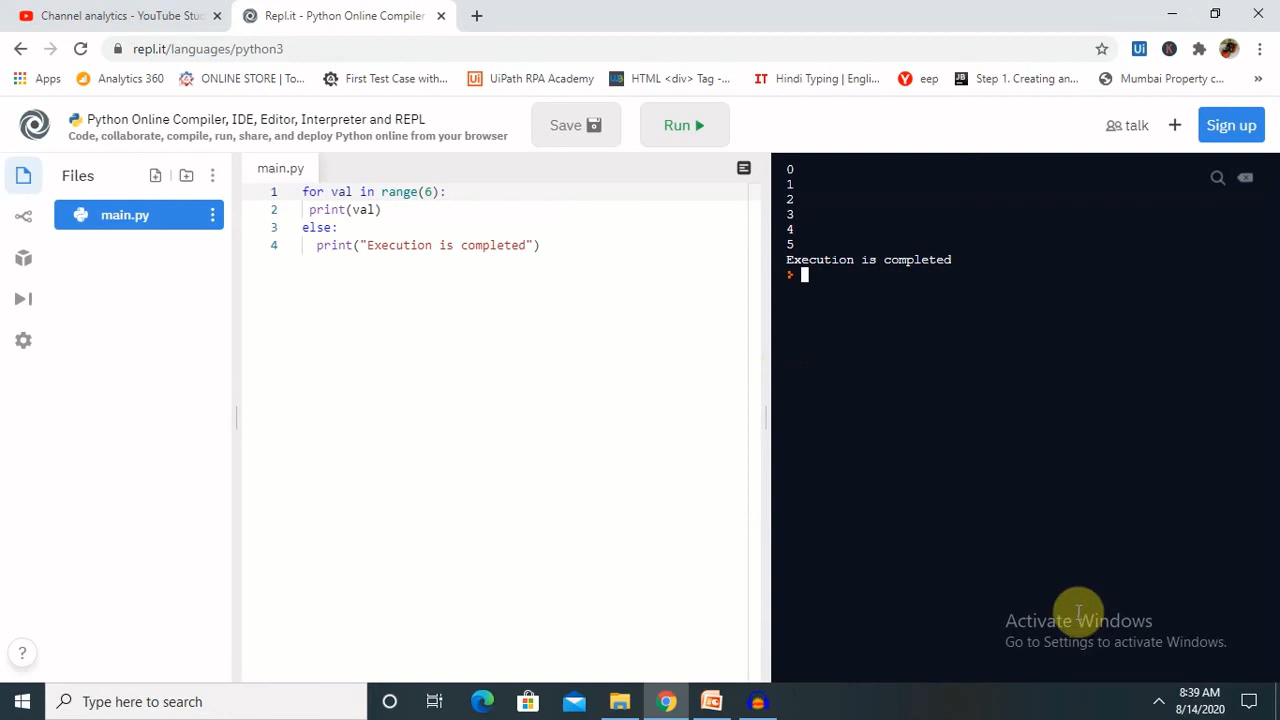 Channel analytics - YouTube Stu
Repl.it - Python Online Compiler
repl.it/languages/python3
Apps
Analytics 360
ONLINE STORE | To...
First Test Case with...
UiPath RPA Academy
HTML <div> Tag -...
Hindi Typing | Engli...
eep
Step 1. Creating an...
Mumbai Property c...
»
Python Online Compiler, IDE, Editor, Interpreter and REPL
Code, collaborate, compile, run, share, and deploy Python online from your browser
Save
Run
talk
Sign up
Files
main.py
main.py
1 for val in range(6):
2 print(val)
3 else:
4 print("Execution is completed")
0
1
2
3
4
5
Execution is completed
Activate Windows
Go to Settings to activate Windows.
?
Type here to search
8:39 AM
8/14/2020